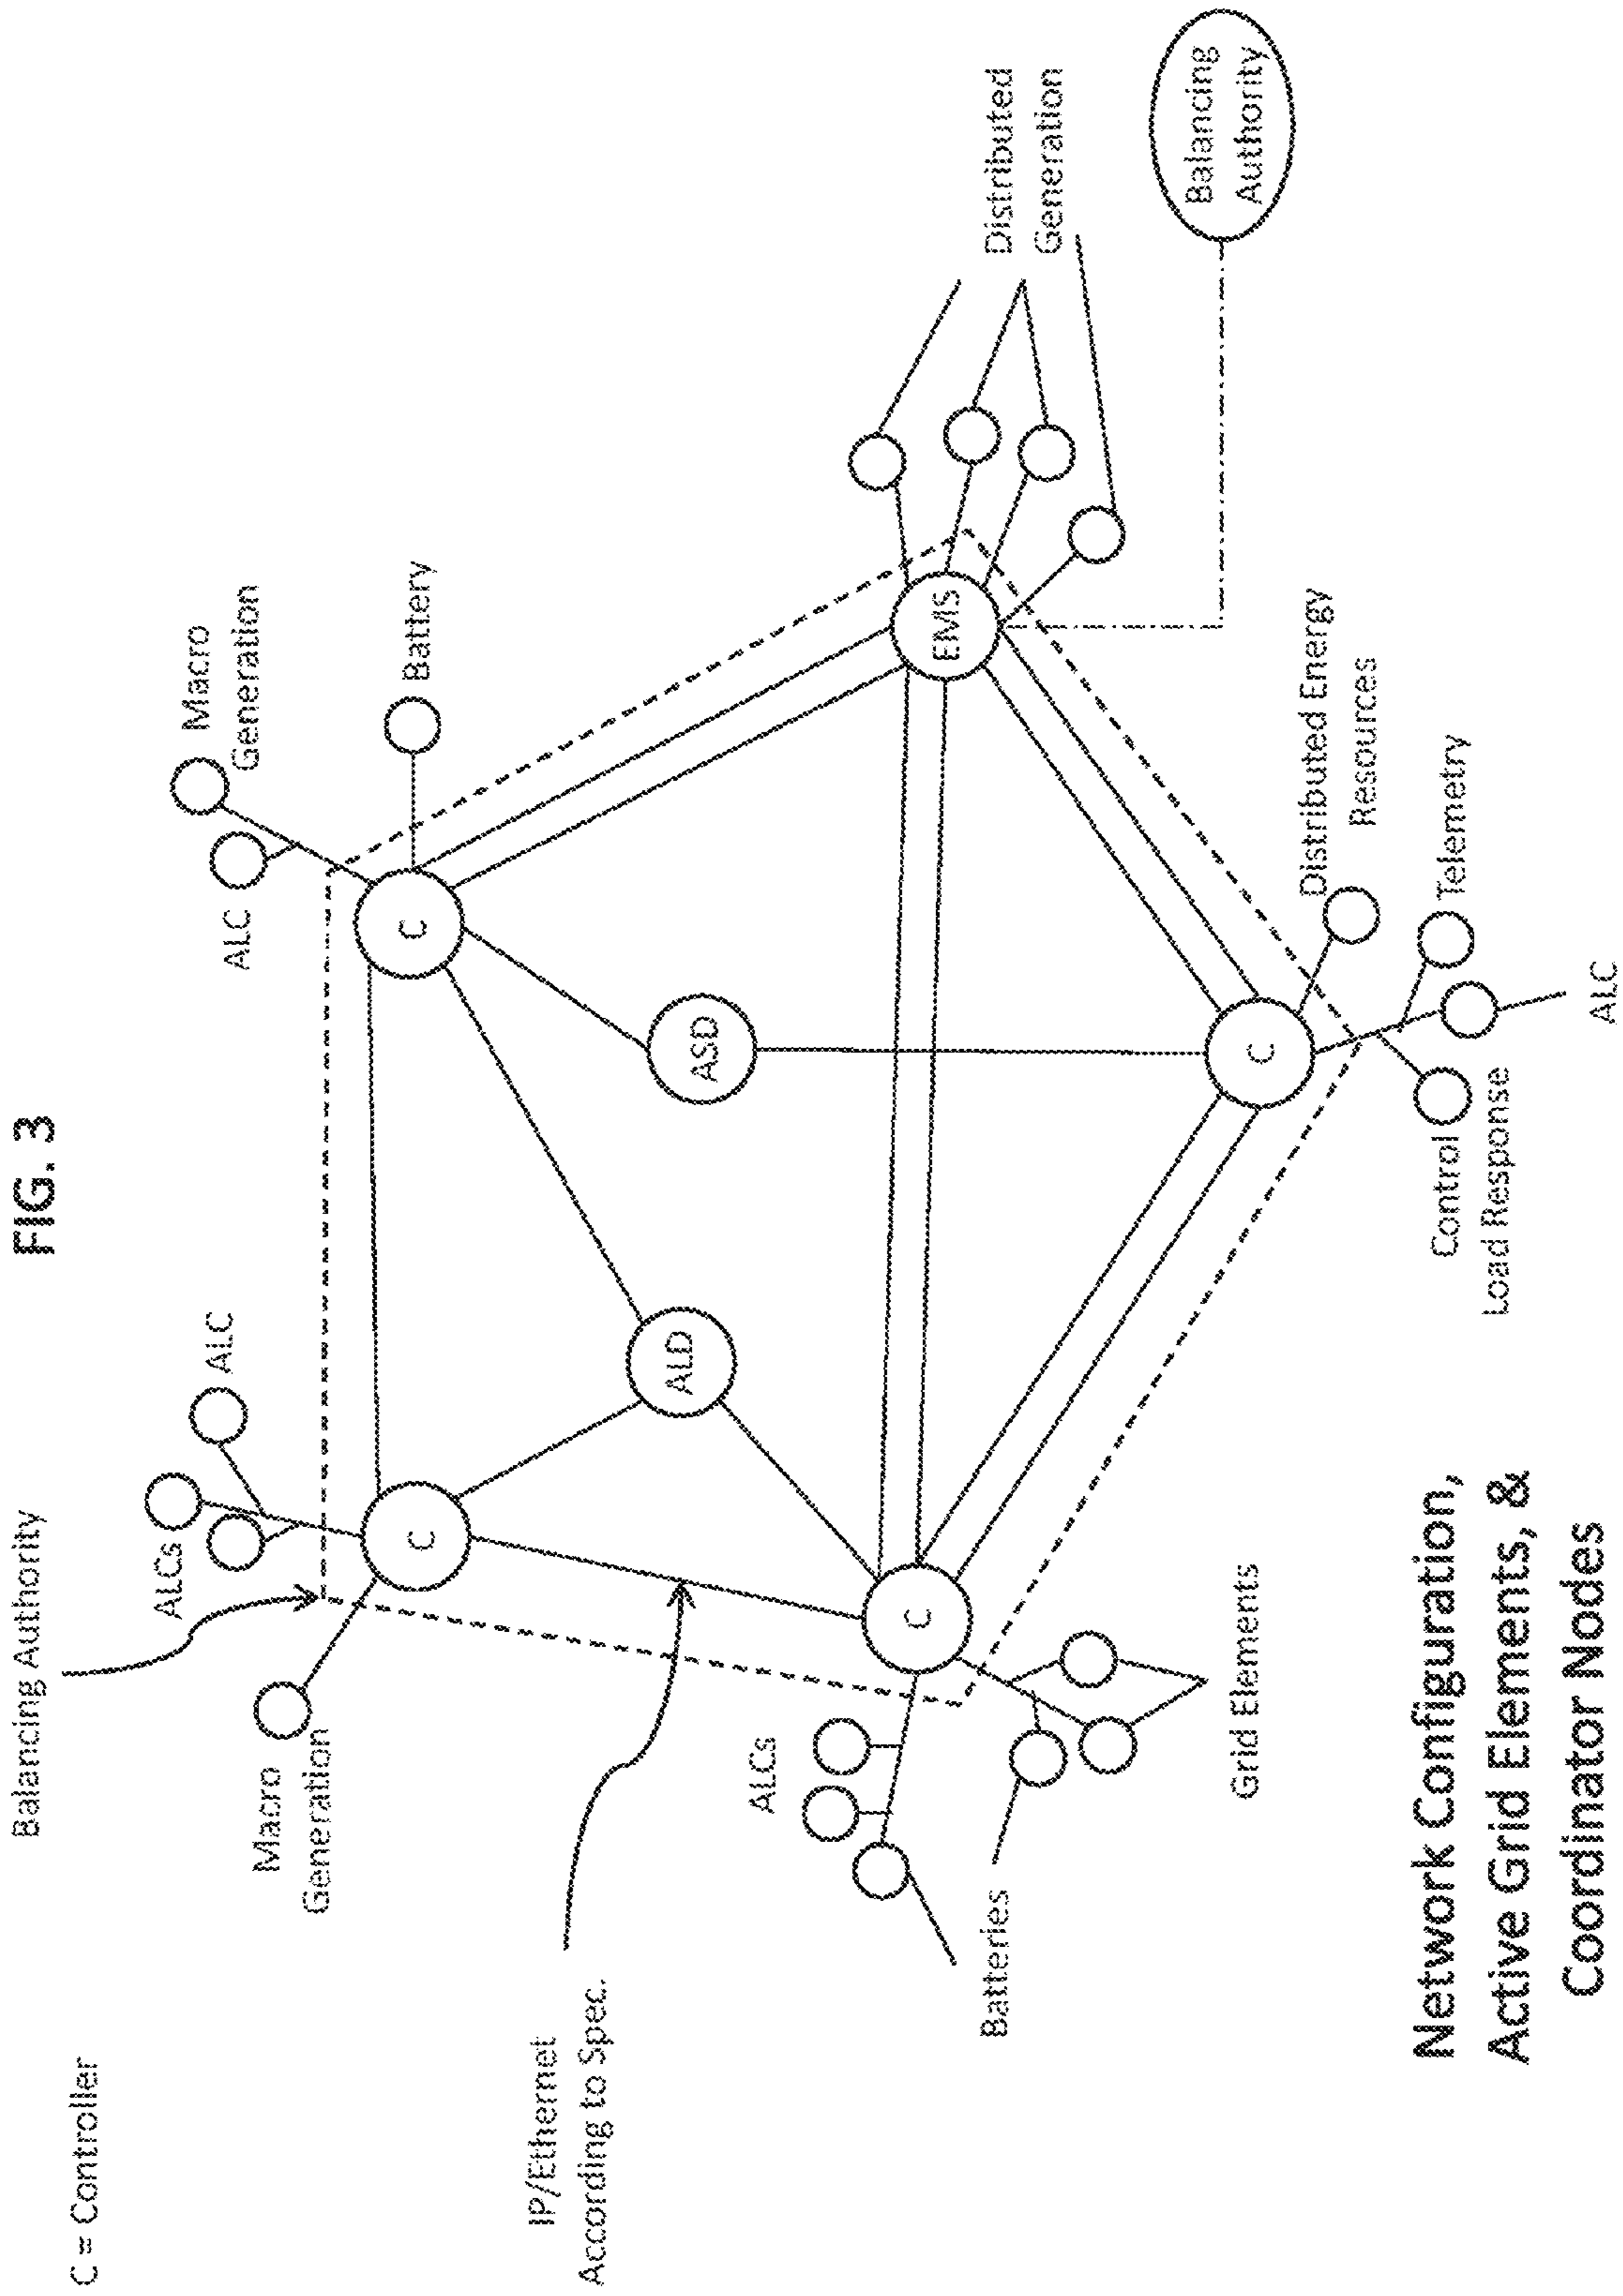 FIG. 3
C = Controller
Balancing Authority
IP/Ethernet
According to Spec.
Macro
Generation
ALCs
ALC
C
ALC
Macro
Generation
C
Battery
ALD
ASD
ALCs
Batteries
C
Grid Elements
EMS
Distributed
Generation
Balancing
Authority
C
Distributed Energy
Resources
Telemetry
ALC
Control
Load Response
Network Configuration,
Active Grid Elements, &
Coordinator Nodes